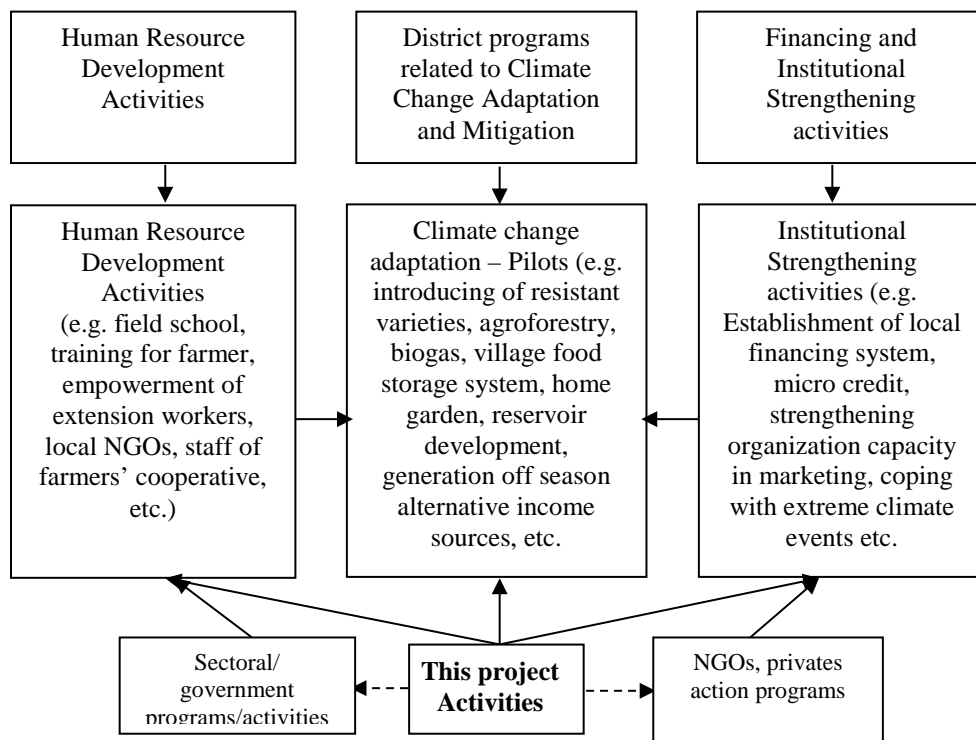 Human Resource
Development
Activities
District programs
related to Climate
Change Adaptation
and Mitigation
Financing and
Institutional
Strengthening
activities
Human Resource
Development
Activities
(e.g. field school,
training for farmer,
empowerment of
extension workers,
local NGOs, staff of
farmers’ cooperative,
etc.)
Climate change
adaptation – Pilots (e.g.
introducing of resistant
varieties, agroforestry,
biogas, village food
storage system, home
garden, reservoir
development,
generation off season
alternative income
sources, etc.
Institutional
Strengthening
activities (e.g.
Establishment of local
financing system,
micro credit,
strengthening
organization capacity
in marketing, coping
with extreme climate
events etc.
Sectoral/
government
programs/activities
This project
Activities
NGOs, privates
action programs